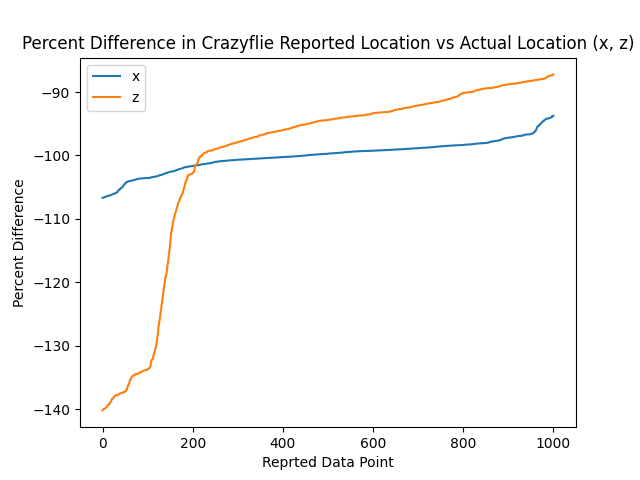 Percent Difference in Crazyflie Reported Location vs Actual Location (x, z)
x
z
−90
−100
−110
−120
−130
−140
Percent Difference
0
200
400
600
800
1000
Reprted Data Point